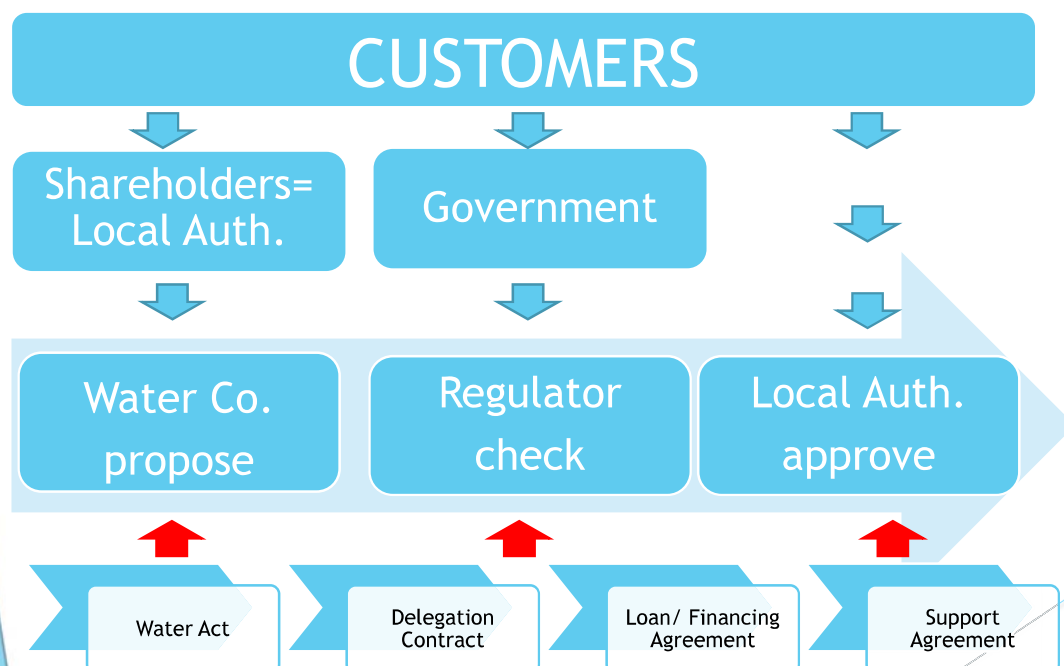 CUSTOMERS
Shareholders=
Local Auth.
Government
Water Co.
propose
Regulator
check
Local Auth.
approve
Water Act
Delegation
Contract
Loan/ Financing
Agreement
Support
Agreement